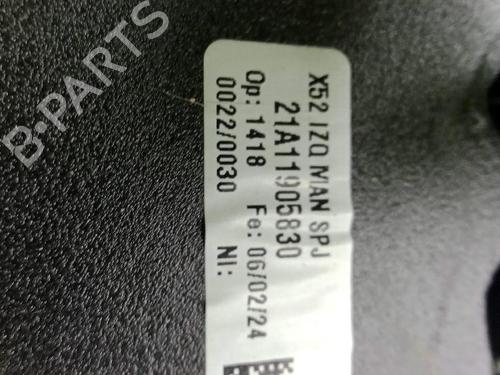 B-PARTS
X52 IZQ MAN SPJ
21A11905830
Op: 1418 Fe: 06/02/24
0022/0030 NI: